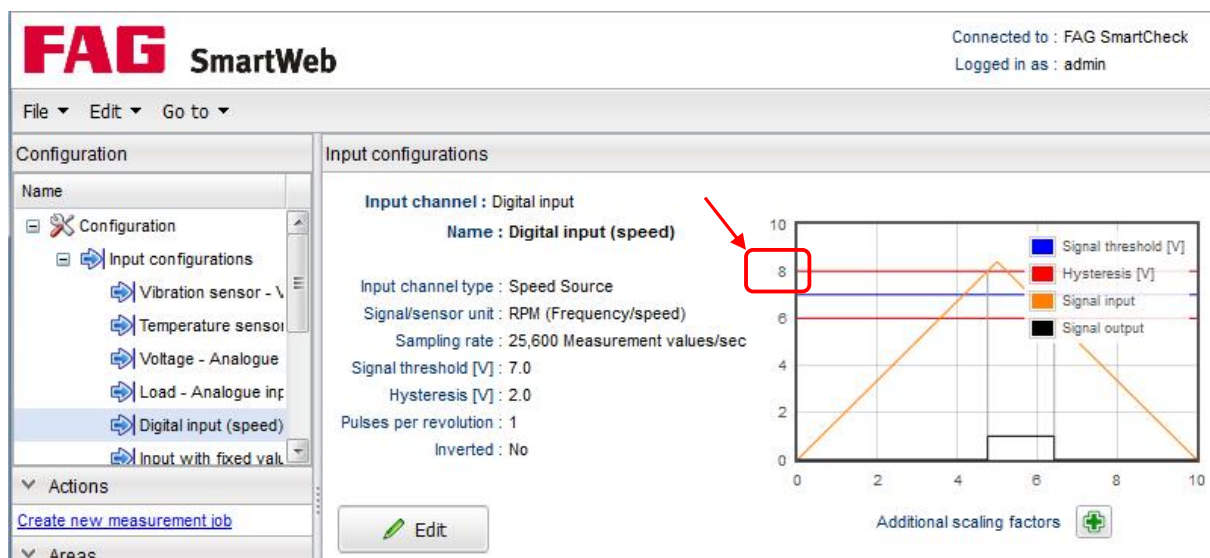 FAG SmartWeb
Connected to : FAG SmartCheck
Logged in as : admin
File Edit Go to
Configuration
Name
Configuration
Input configurations
Vibration sensor - V
Temperature sensor
Voltage - Analogue
Load - Analogue inp
Digital input (speed)
Input with fixed valu
Actions
Create new measurement job
Areas
Input configurations
Input channel : Digital input
Name : Digital input (speed)
Input channel type : Speed Source
Signal/sensor unit : RPM (Frequency/speed)
Sampling rate : 25,600 Measurement values/sec
Signal threshold [V] : 7.0
Hysteresis [V] : 2.0
Pulses per revolution : 1
Inverted : No
Edit
10
8
6
4
2
0
Signal threshold [V]
Hysteresis [V]
Signal input
Signal output
0 2 4 6 8 10
Additional scaling factors